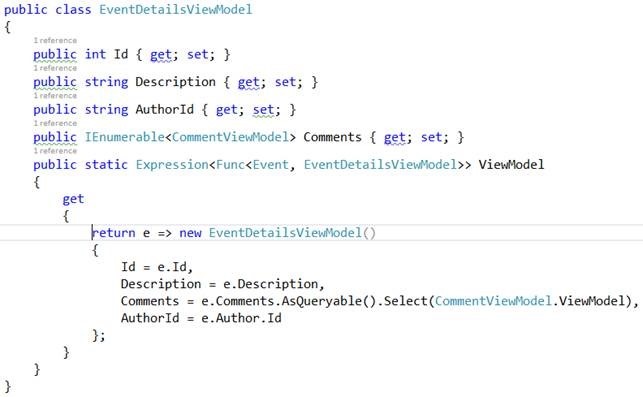 public class EventDetailsViewModel
{
1 reference
public int Id { get; set; }
1 reference
public string Description { get; set; }
1 reference
public string AuthorId { get; set; }
1 reference
public IEnumerable<CommentViewModel> Comments { get; set; }
1 reference
public static Expression<Func<Event, EventDetailsViewModel>> ViewModel
{
get
{
return e => new EventDetailsViewModel()
{
Id = e.Id,
Description = e.Description,
Comments = e.Comments.AsQueryable().Select(CommentViewModel.ViewModel),
AuthorId = e.Author.Id
};
}
}
}